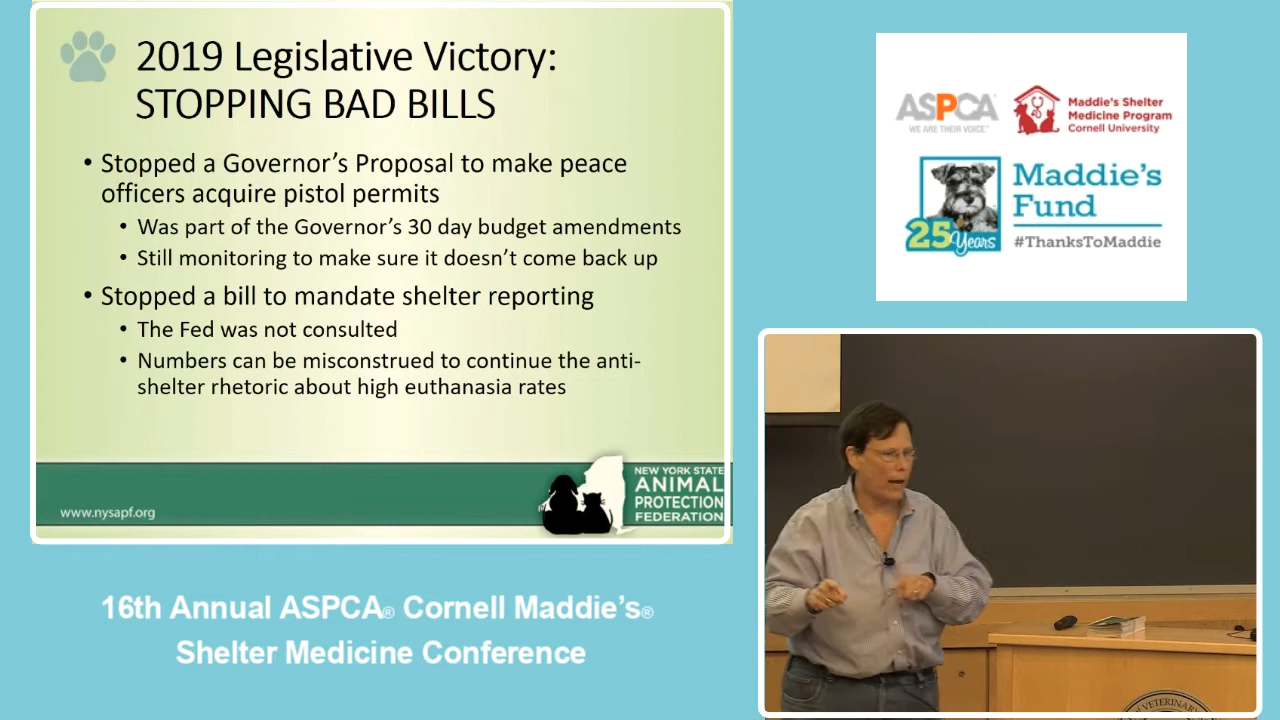 2019 Legislative Victory:
STOPPING BAD BILLS
• Stopped a Governor's Proposal to make peace
officers acquire pistol permits
• Was part of the Governor's 30 day budget amendments
• Still monitoring to make sure it doesn't come back up
• Stopped a bill to mandate shelter reporting
• The Fed was not consulted
• Numbers can be misconstrued to continue the anti-
shelter rhetoric about high euthanasia rates
www.nysapf.org
NEW YORK STATE
ANIMAL
PROTECTION
FEDERATION
16th Annual ASPCA® Cornell Maddie's®
Shelter Medicine Conference
ASPCA
WE ARE THEIR VOICE™
Maddie's Shelter
Medicine Program
Cornell University
25 Years
Maddie's
Fund
#ThanksToMaddie
of VETERINARY